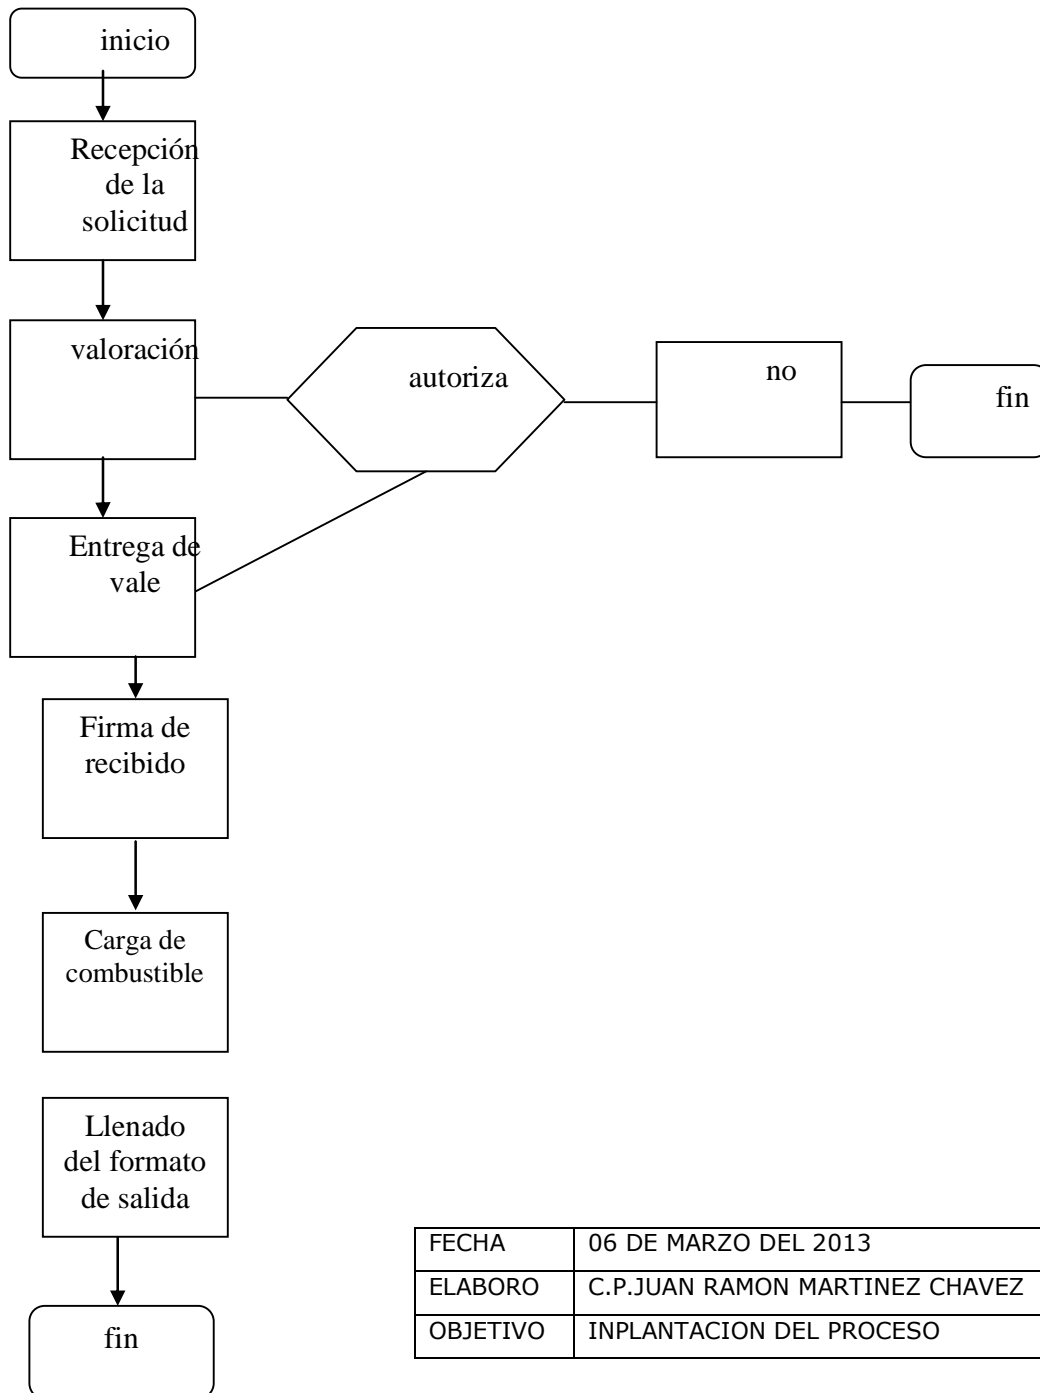 inicio
Recepción
de la
solicitud
valoración
autoriza
no
fin
Entrega de
vale
Firma de
recibido
Carga de
combustible
Llenado
del formato
de salida
fin
FECHA 06 DE MARZO DEL 2013
ELABORO C.P.JUAN RAMON MARTINEZ CHAVEZ
OBJETIVO INPLANTACION DEL PROCESO